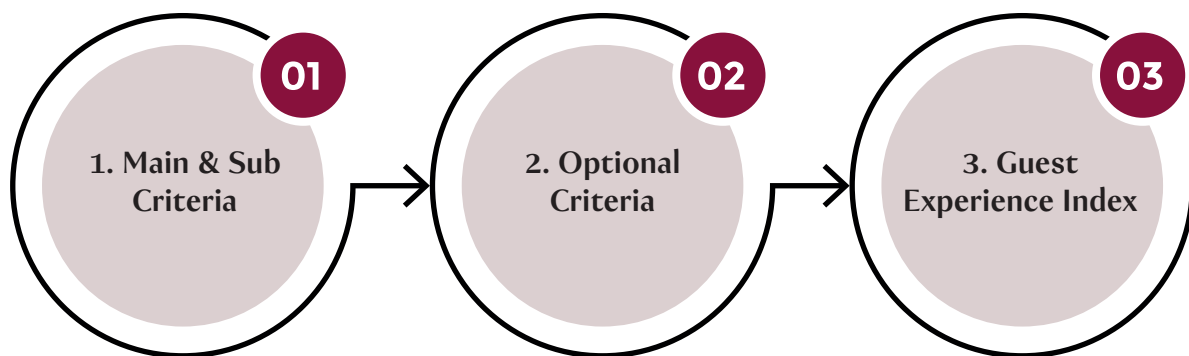 01
1. Main & Sub
Criteria
02
2. Optional
Criteria
03
3. Guest
Experience Index